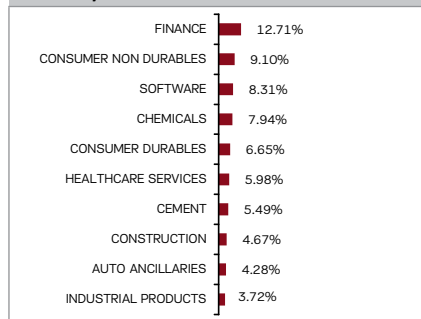 FINANCE 12.71%
CONSUMER NON DURABLES 9.10%
SOFTWARE 8.31%
CHEMICALS 7.94%
CONSUMER DURABLES 6.65%
HEALTHCARE SERVICES 5.98%
CEMENT 5.49%
CONSTRUCTION 4.67%
AUTO ANCILLARIES 4.28%
INDUSTRIAL PRODUCTS 3.72%